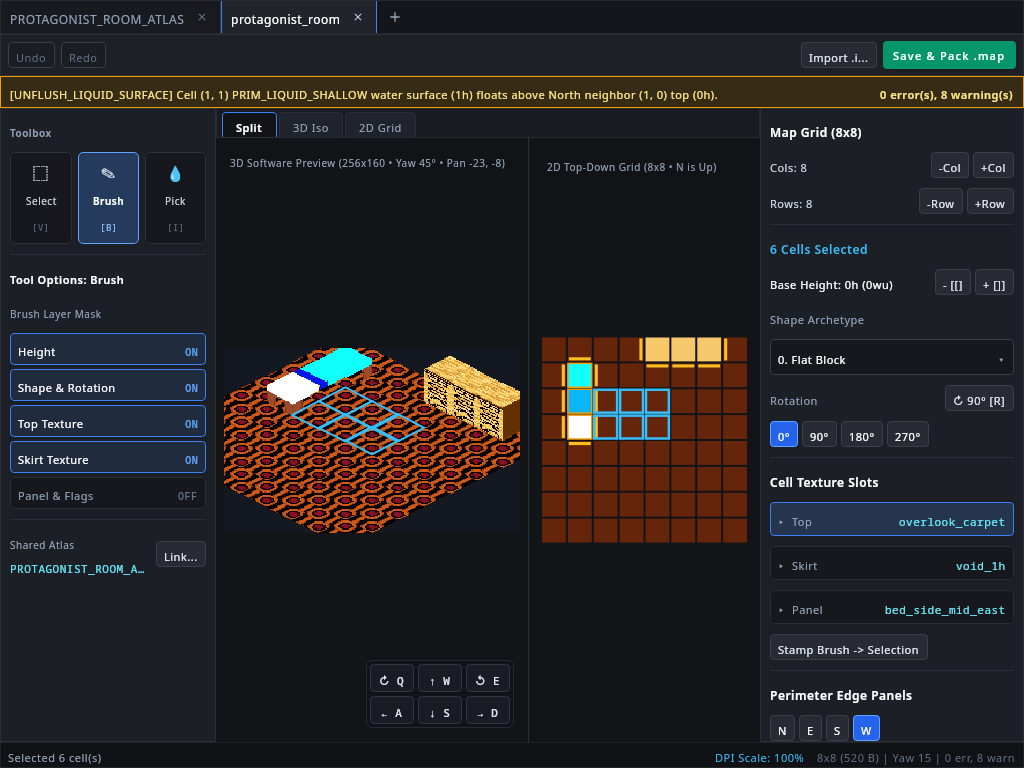 PROTAGONIST_ROOM_ATLAS × protagonist_room × +
Undo Redo Import .i... Save & Pack .map
[UNFLUSH_LIQUID_SURFACE] Cell (1, 1) PRIM_LIQUID_SHALLOW water surface (1h) floats above North neighbor (1, 0) top (0h). 0 error(s), 8 warning(s)
Toolbox
Select
[V]
Brush
[B]
Pick
[I]
Tool Options: Brush
Brush Layer Mask
Height ON
Shape & Rotation ON
Top Texture ON
Skirt Texture ON
Panel & Flags OFF
Shared Atlas
PROTAGONIST_ROOM_A…
Link...
Split 3D Iso 2D Grid
3D Software Preview (256x160 • Yaw 45° • Pan -23, -8)
2D Top-Down Grid (8x8 • N is Up)
↻ Q ↑ W ↺ E
← A ↓ S → D
Map Grid (8x8)
Cols: 8 -Col +Col
Rows: 8 -Row +Row
6 Cells Selected
Base Height: 0h (0wu) - [[] + []]
Shape Archetype
0. Flat Block
Rotation ↻ 90° [R]
0° 90° 180° 270°
Cell Texture Slots
Top overlook_carpet
Skirt void_1h
Panel bed_side_mid_east
Stamp Brush -> Selection
Perimeter Edge Panels
N E S W
Selected 6 cell(s) DPI Scale: 100% 8x8 (520 B) | Yaw 15 | 0 err, 8 warn